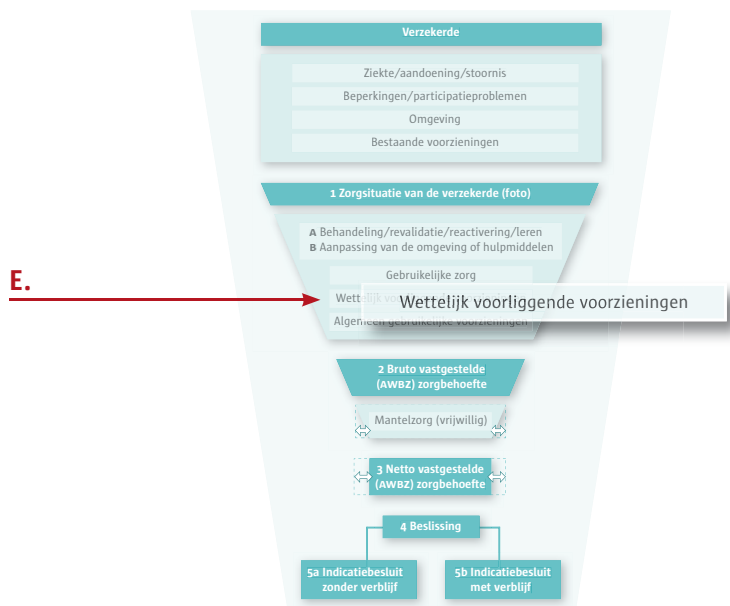 Verzekerde
Ziekte/aandoening/stoornis
Beperkingen/participatieproblemen
Omgeving
Bestaande voorzieningen
1 Zorgsituatie van de verzekerde (foto)
A Behandeling/revalidatie/reactivering/leren
B Aanpassing van de omgeving of hulpmiddelen
Gebruikelijke zorg
E.
Wettelijk voorliggende voorzieningen
Algemeen gebruikelijke voorzieningen
2 Bruto vastgestelde
(AWBZ) zorgbehoefte
Mantelzorg (vrijwillig)
3 Netto vastgestelde
(AWBZ) zorgbehoefte
4 Beslissing
5a Indicatiebesluit
zonder verblijf
5b Indicatiebesluit
met verblijf